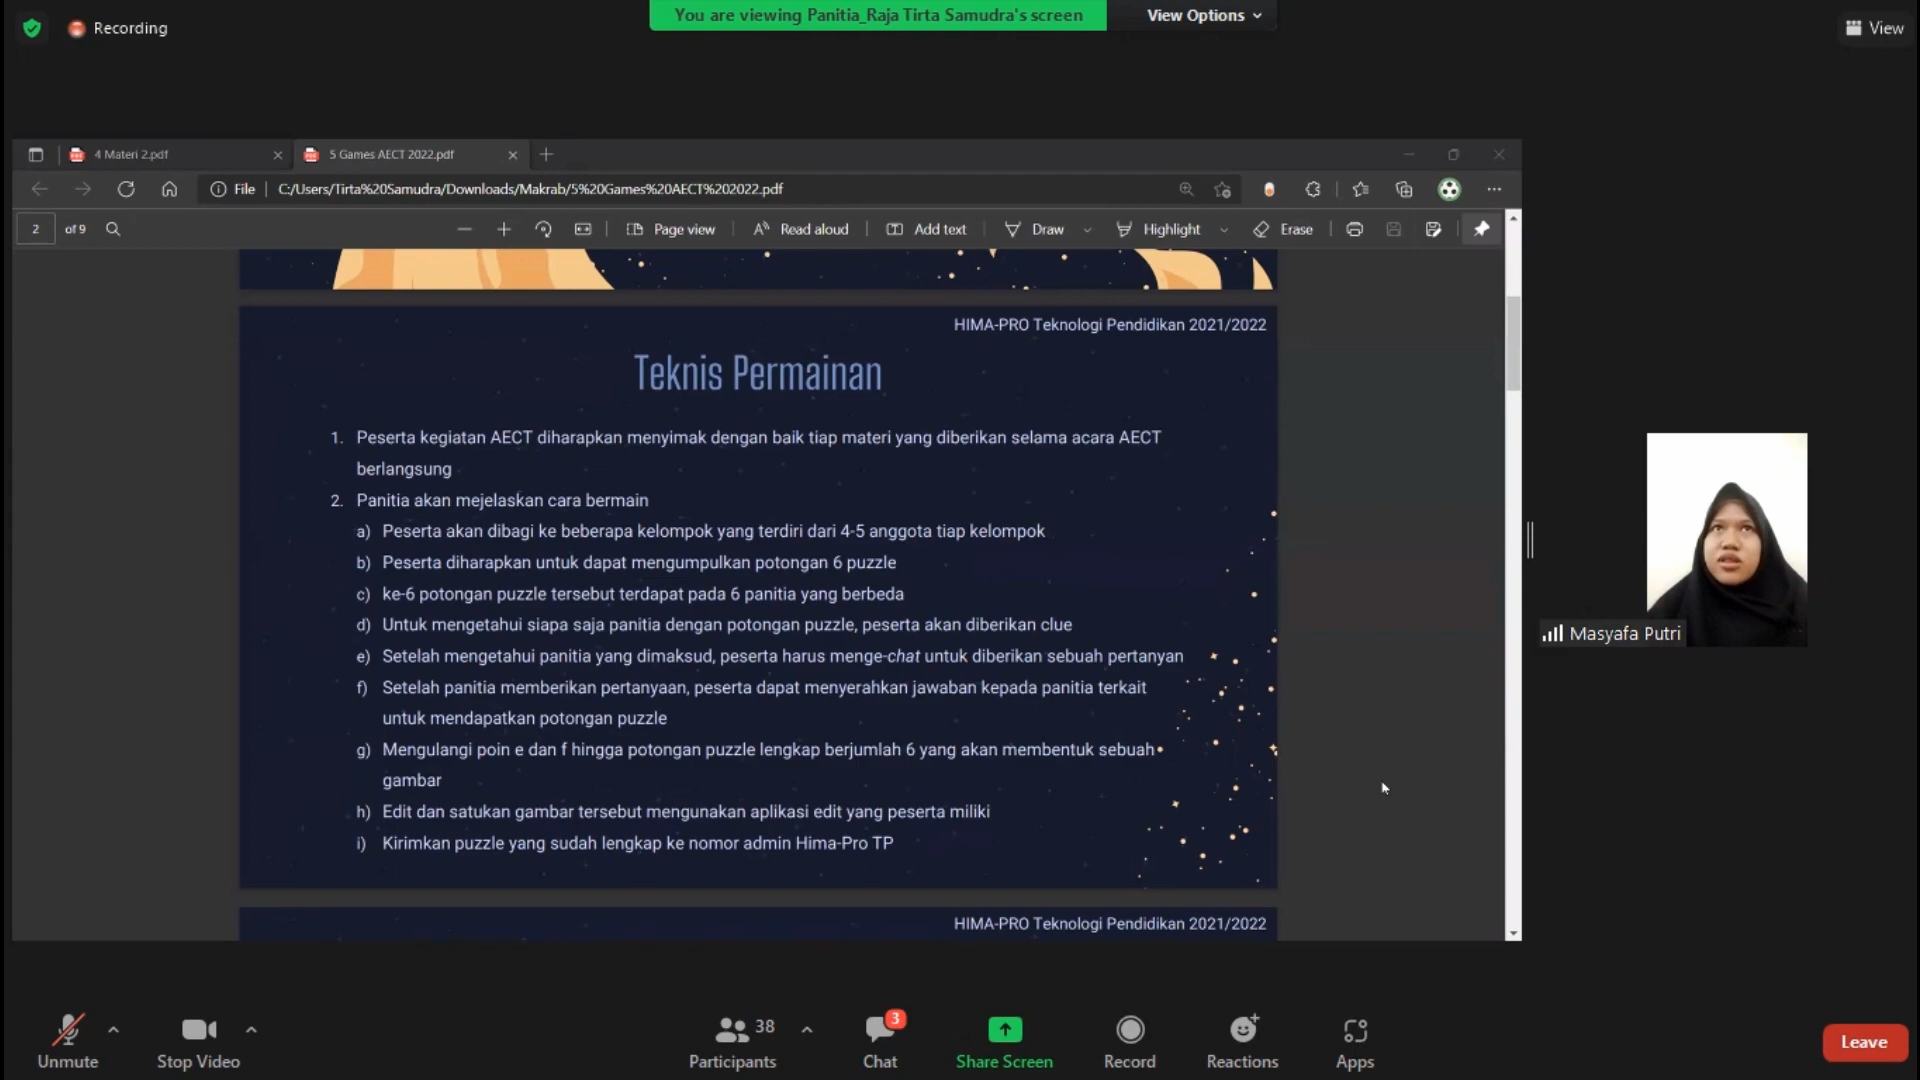 Recording
You are viewing Panitia_Raja Tirta Samudra's screen
View Options
View
4 Materi 2.pdf
5 Games AECT 2022.pdf
File
C:/Users/Tirta%20Samudra/Downloads/Makrab/5%20Games%20AECT%202022.pdf
2 of 9
Page view
Read aloud
Add text
Draw
Highlight
Erase
HIMA-PRO Teknologi Pendidikan 2021/2022
Teknis Permainan
1. Peserta kegiatan AECT diharapkan menyimak dengan baik tiap materi yang diberikan selama acara AECT
berlangsung
2. Panitia akan mejelaskan cara bermain
a) Peserta akan dibagi ke beberapa kelompok yang terdiri dari 4-5 anggota tiap kelompok
b) Peserta diharapkan untuk dapat mengumpulkan potongan 6 puzzle
c) ke-6 potongan puzzle tersebut terdapat pada 6 panitia yang berbeda
d) Untuk mengetahui siapa saja panitia dengan potongan puzzle, peserta akan diberikan clue
e) Setelah mengetahui panitia yang dimaksud, peserta harus menge-chat untuk diberikan sebuah pertanyan
f) Setelah panitia memberikan pertanyaan, peserta dapat menyerahkan jawaban kepada panitia terkait
untuk mendapatkan potongan puzzle
g) Mengulangi poin e dan f hingga potongan puzzle lengkap berjumlah 6 yang akan membentuk sebuah
gambar
h) Edit dan satukan gambar tersebut mengunakan aplikasi edit yang peserta miliki
i) Kirimkan puzzle yang sudah lengkap ke nomor admin Hima-Pro TP
HIMA-PRO Teknologi Pendidikan 2021/2022
Masyafa Putri
Unmute
Stop Video
38
Participants
3
Chat
Share Screen
Record
Reactions
Apps
Leave